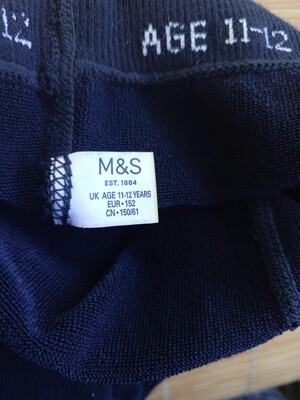 12
AGE 11-12
M&S
EST. 1884
UK AGE 11-12 YEARS
EUR•152
CN•150/61